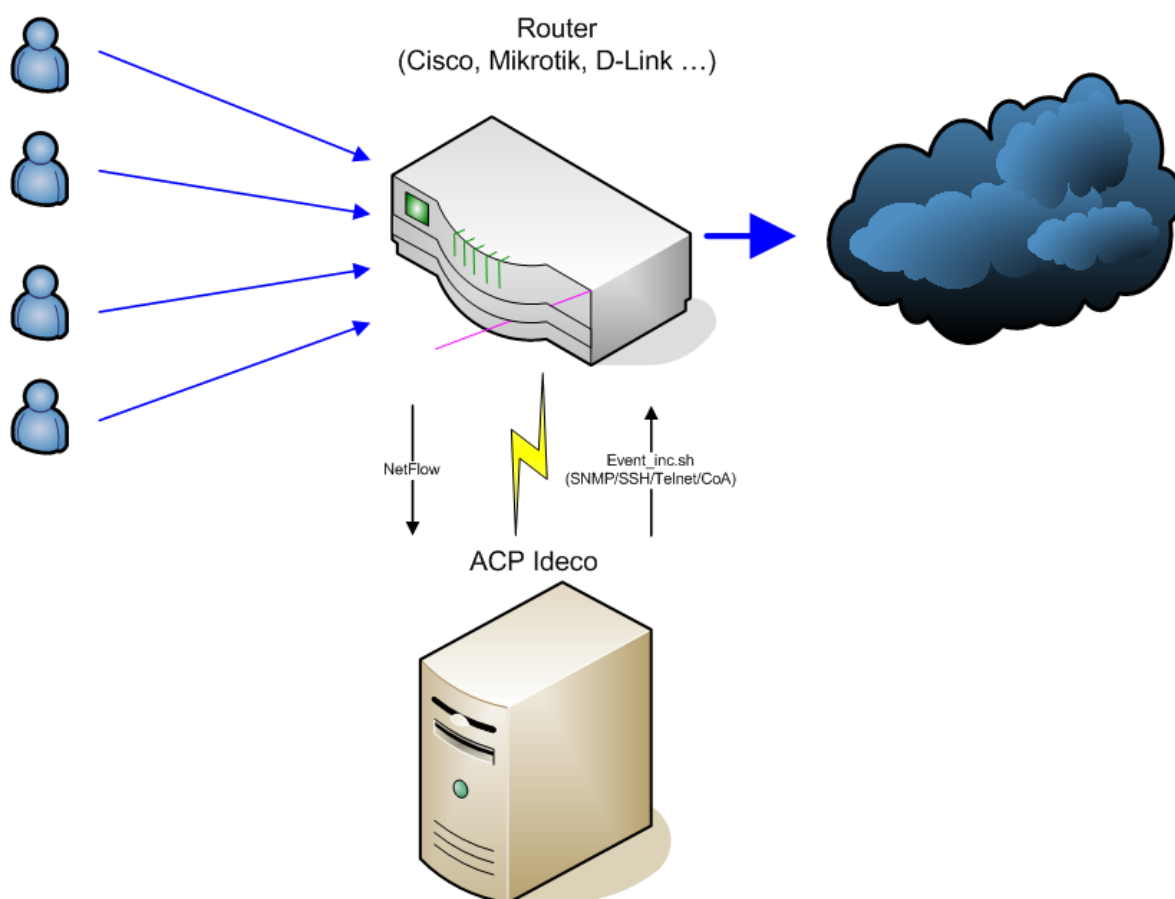 Router
(Cisco, Mikrotik, D-Link ...)
NetFlow
Event_inc.sh
(SNMP/SSH/Telnet/CoA)
ACP Ideco